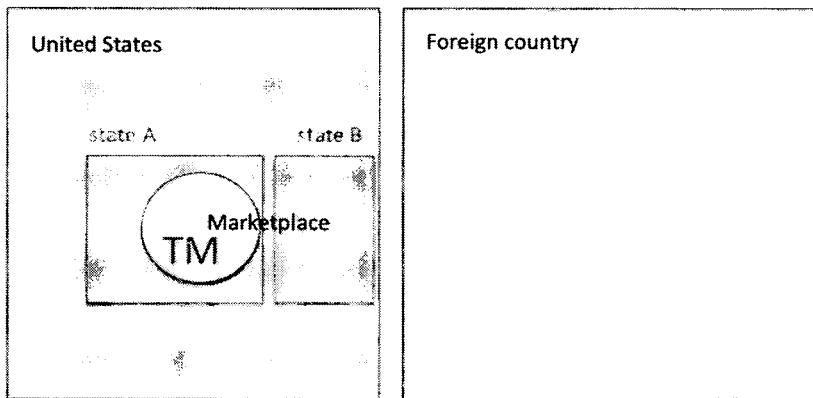 United States
Foreign country
state A
state B
Marketplace
TM